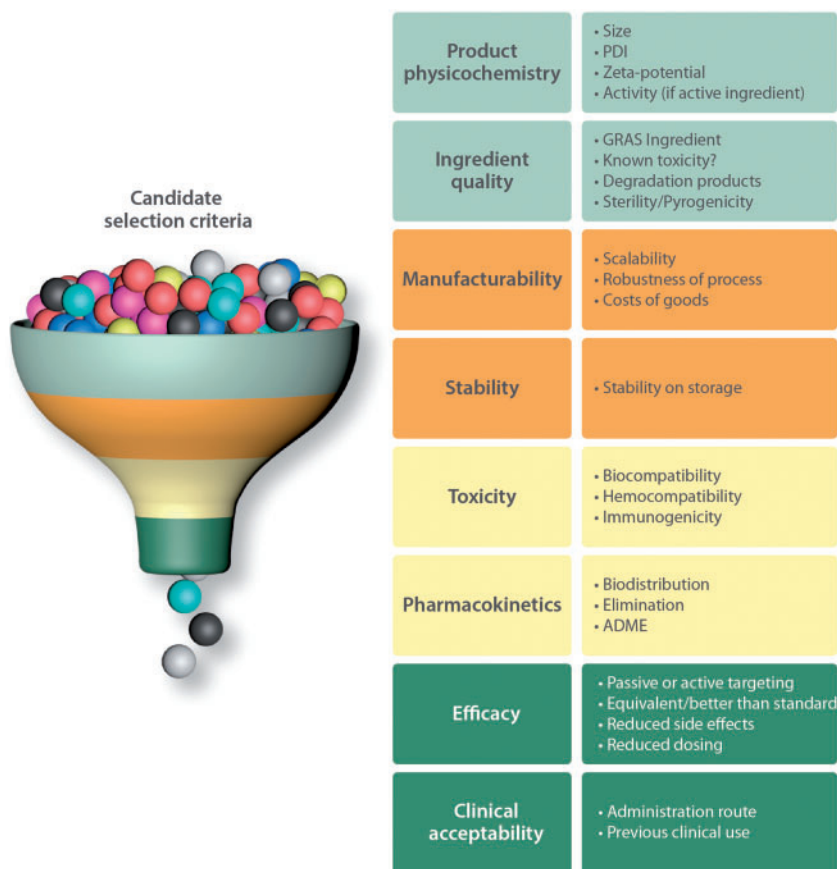 Candidate
selection criteria
Product
physicochemistry
• Size
• PDI
• Zeta-potential
• Activity (if active ingredient)
Ingredient
quality
• GRAS Ingredient
• Known toxicity?
• Degradation products
• Sterility/Pyrogenicity
Manufacturability
• Scalability
• Robustness of process
• Costs of goods
Stability
• Stability on storage
Toxicity
• Biocompatibility
• Hemocompatibility
• Immunogenicity
Pharmacokinetics
• Biodistribution
• Elimination
• ADME
Efficacy
• Passive or active targeting
• Equivalent/better than standard
• Reduced side effects
• Reduced dosing
Clinical
acceptability
• Administration route
• Previous clinical use